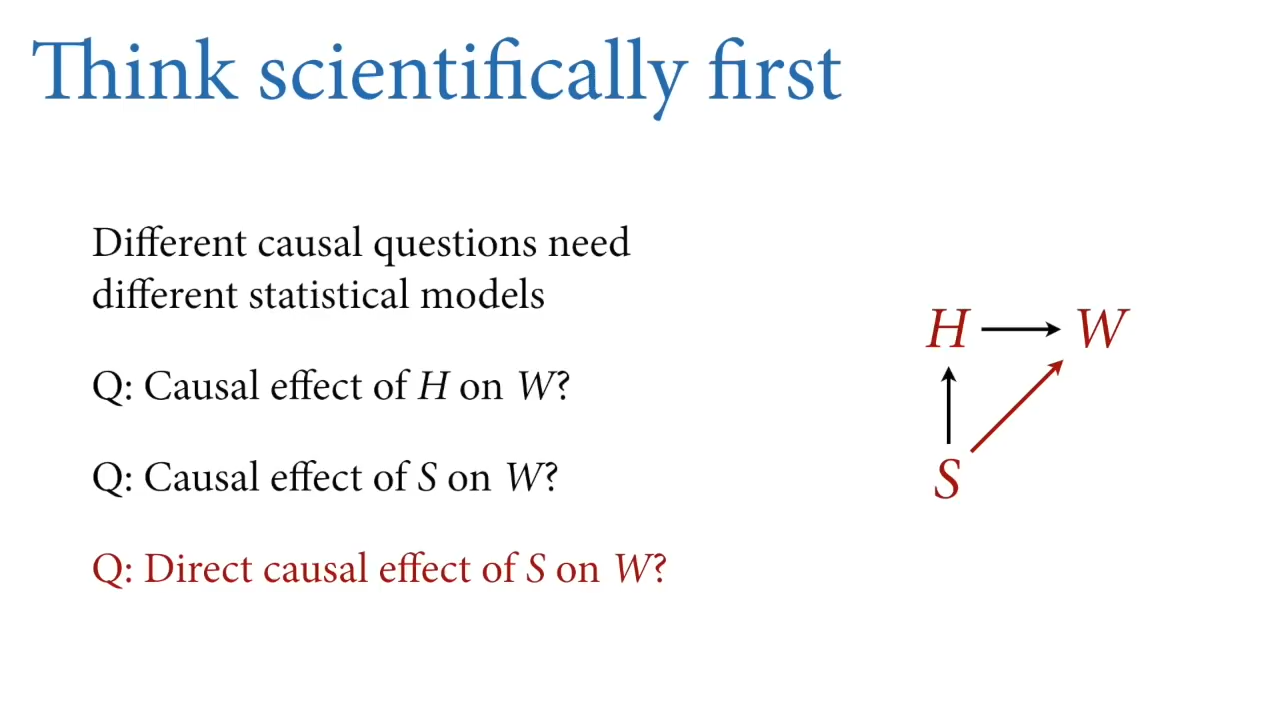 Think scientifically first
Different causal questions need
different statistical models
Q: Causal effect of H on W?
Q: Causal effect of S on W?
Q: Direct causal effect of S on W?
H W
S